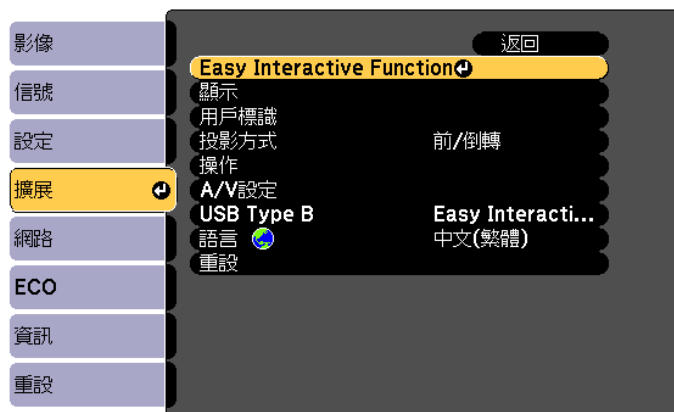 影像
信號
設定
擴展
網路
ECO
資訊
重設
返回
Easy Interactive Function
顯示
用戶標識
投影方式 前/倒轉
操作
A/V設定
USB Type B Easy Interacti...
語言 中文(繁體)
重設